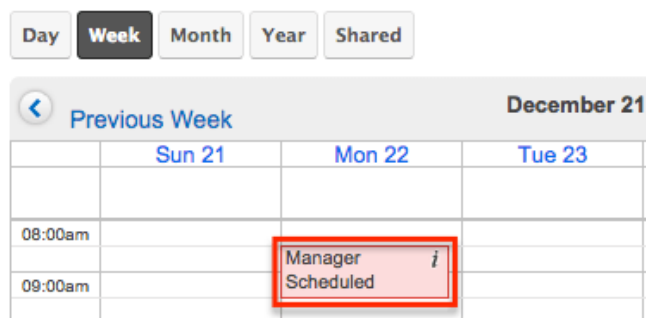 Day Week Month Year Shared
Previous Week December 21
Sun 21 Mon 22 Tue 23
08:00am
Manager i
Scheduled
09:00am